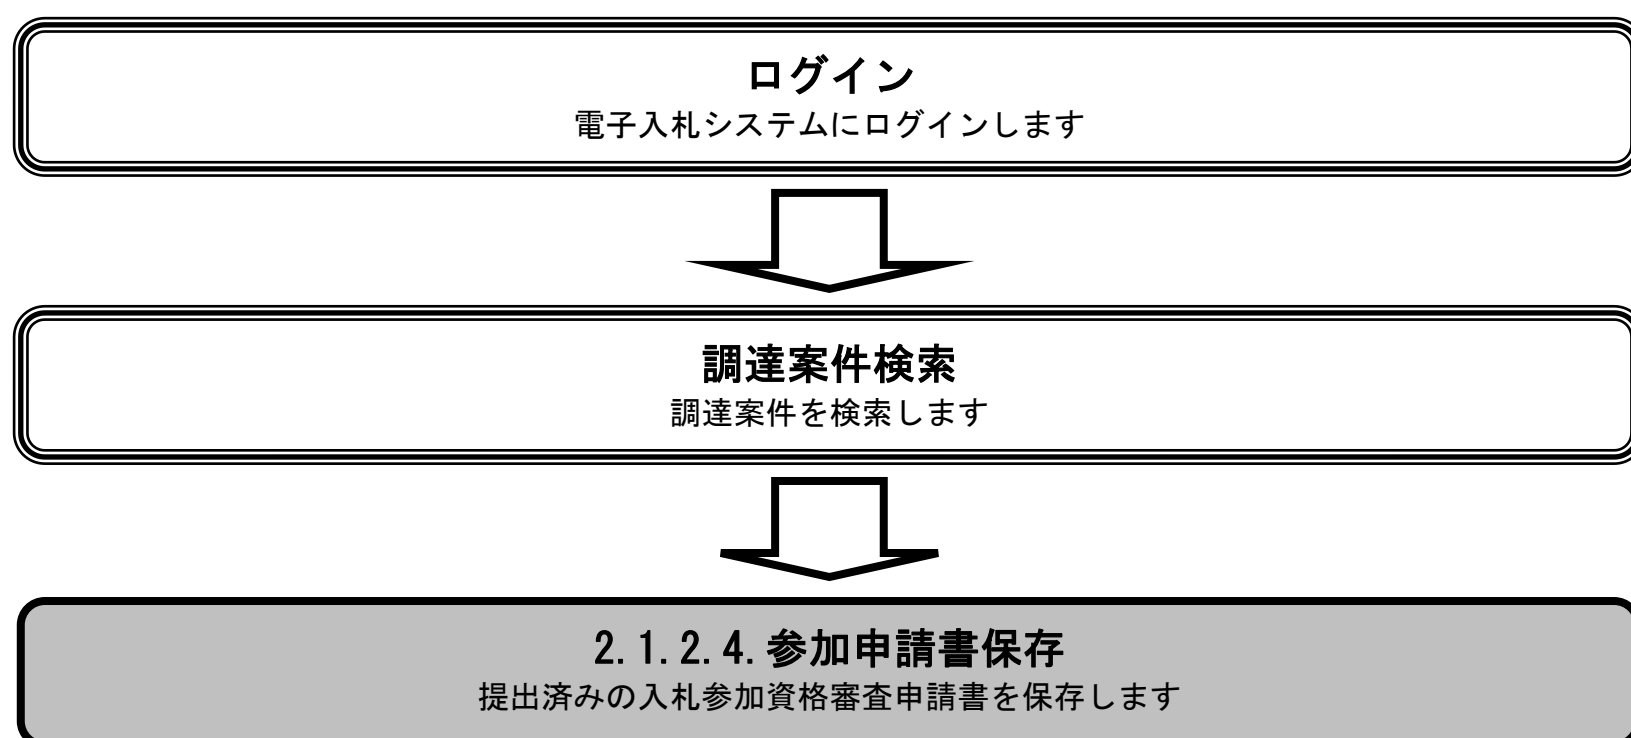 ログイン
電子入札システムにログインします
調達案件検索
調達案件を検索します
2.1.2.4.参加申請書保存
提出済みの入札参加資格審査申請書を保存します